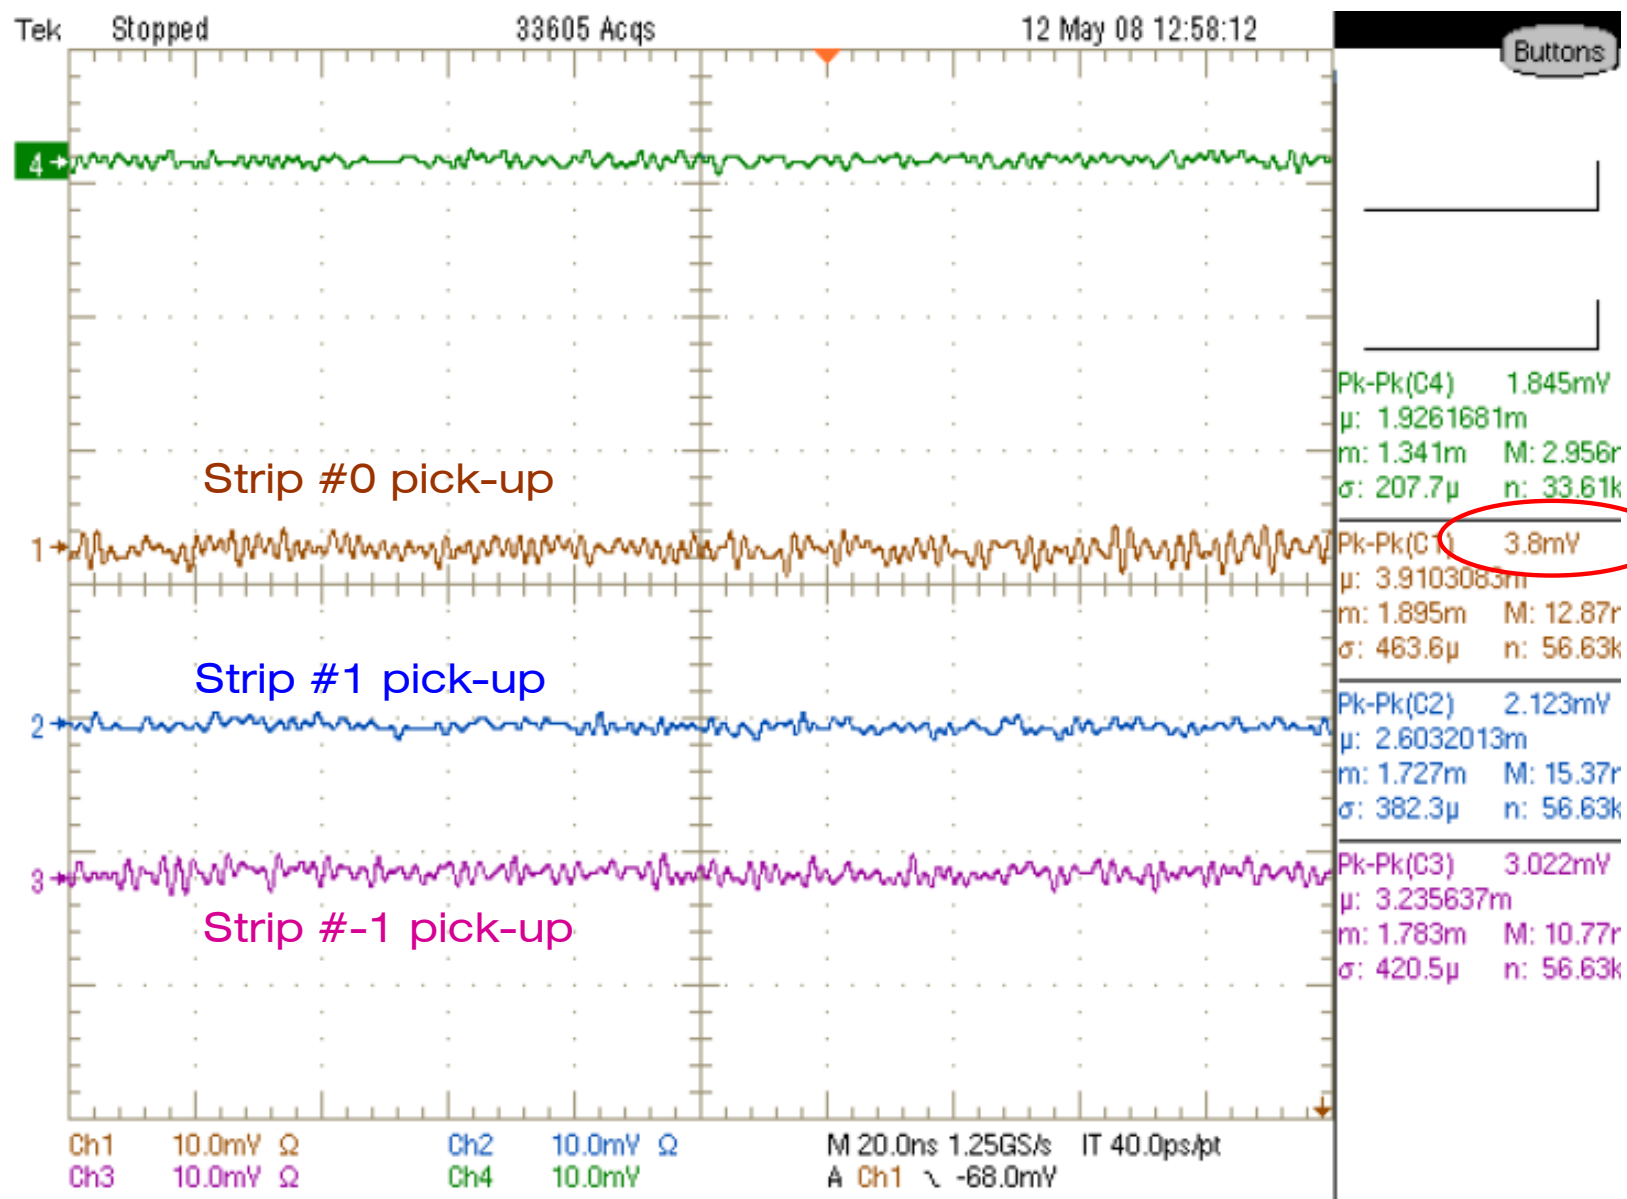 Tek Stopped 33605 Acqs 12 May 08 12:58:12
Buttons
4
Pk-Pk(C4) 1.845mV
µ: 1.9261681m
m: 1.341m M: 2.956m
σ: 207.7µ n: 33.61k
Strip #0 pick-up
1
Pk-Pk(C1) 3.8mV
µ: 3.9103083m
m: 1.895m M: 12.87m
σ: 463.6µ n: 56.63k
Strip #1 pick-up
2
Pk-Pk(C2) 2.123mV
µ: 2.6032013m
m: 1.727m M: 15.37m
σ: 382.3µ n: 56.63k
3
Pk-Pk(C3) 3.022mV
µ: 3.235637m
m: 1.783m M: 10.77m
σ: 420.5µ n: 56.63k
Strip #-1 pick-up
Ch1 10.0mV Ω Ch2 10.0mV Ω M 20.0ns 1.25GS/s IT 40.0ps/pt
Ch3 10.0mV Ω Ch4 10.0mV A Ch1 \ -68.0mV